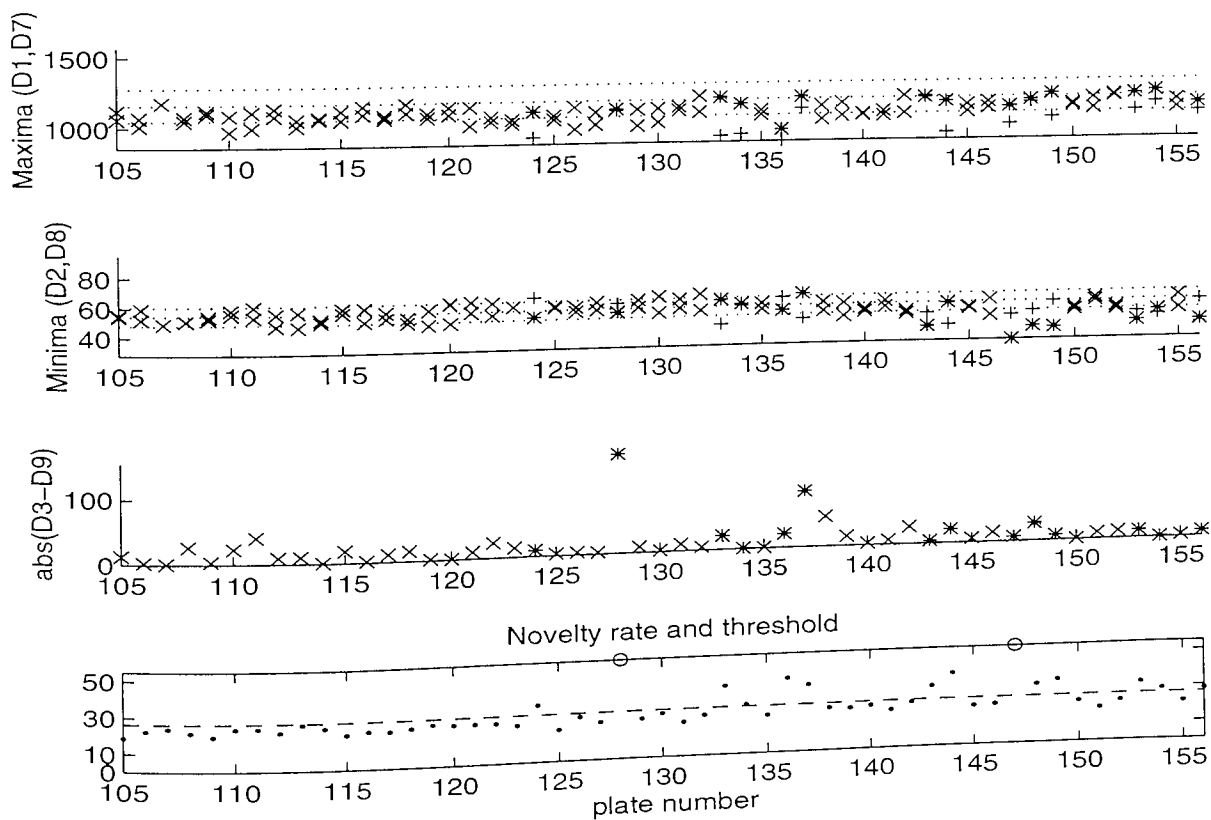 Maxima (D1,D7)
1500
1000
105 110 115 120 125 130 135 140 145 150 155
Minima (D2,D8)
80
60
40
105 110 115 120 125 130 135 140 145 150 155
abs(D3-D9)
100
0
105 110 115 120 125 130 135 140 145 150 155
Novelty rate and threshold
50
30
10
0
105 110 115 120 125 130 135 140 145 150 155
plate number